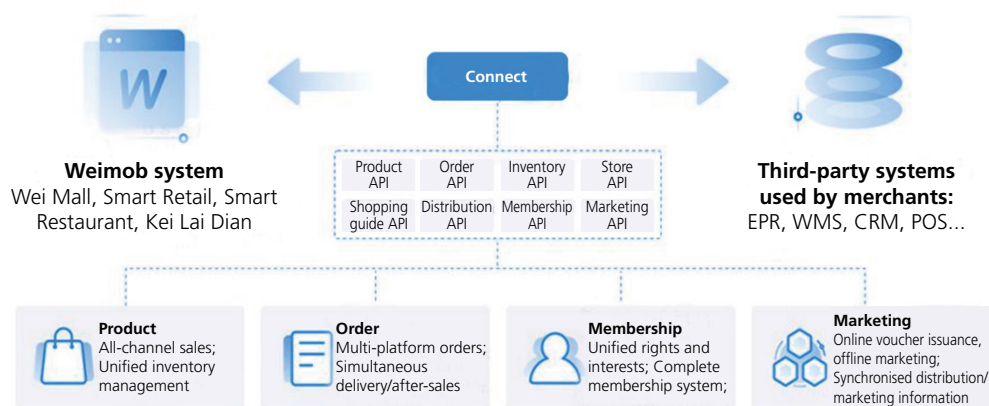 W
Connect
Weimob system
Wei Mall, Smart Retail, Smart
Restaurant, Kei Lai Dian
Product
API
Order
API
Inventory
API
Store
API
Shopping
guide API
Distribution
API
Membership
API
Marketing
API
Third-party systems
used by merchants:
EPR, WMS, CRM, POS...
Product
All-channel sales;
Unified inventory
management
Order
Multi-platform orders;
Simultaneous
delivery/after-sales
Membership
Unified rights and
interests; Complete
membership system;
Marketing
Online voucher issuance,
offline marketing;
Synchronised distribution/
marketing information